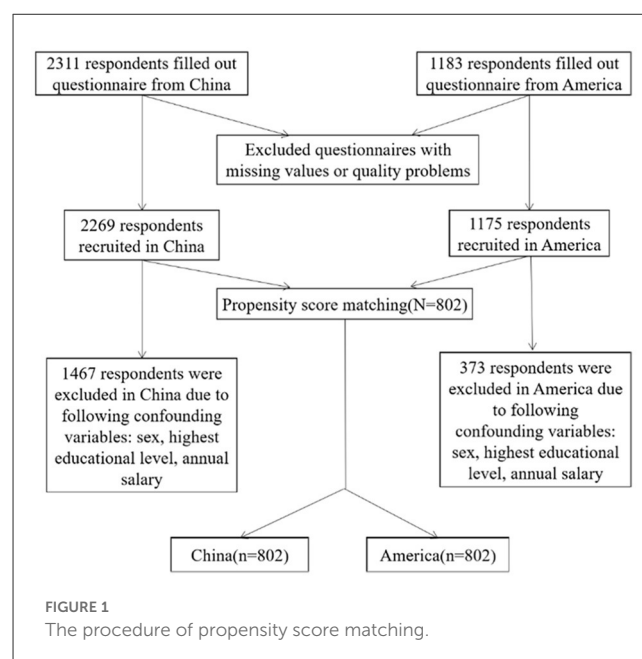 2311 respondents filled out
questionnaire from China
1183 respondents filled out
questionnaire from America
Excluded questionnaires with
missing values or quality problems
2269 respondents
recruited in China
1175 respondents
recruited in America
Propensity score matching(N=802)
1467 respondents were
excluded in China due to
following confounding
variables: sex, highest
educational level, annual
salary
373 respondents were
excluded in America due
to following
confounding variables:
sex, highest educational
level, annual salary
China(n=802)
America(n=802)
FIGURE 1
The procedure of propensity score matching.